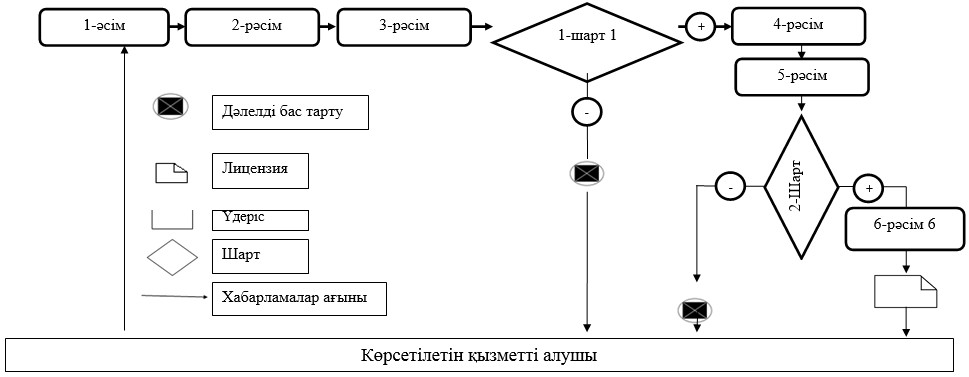 1-әсім
2-рәсім
3-рәсім
1-шарт 1
+
4-рәсім
5-рәсім
-
Дәлелді бас тарту
Лицензия
-
2-Шарт
+
Үдеріс
6-рәсім 6
Шарт
Хабарламалар ағыны
Көрсетілетін қызметті алушы